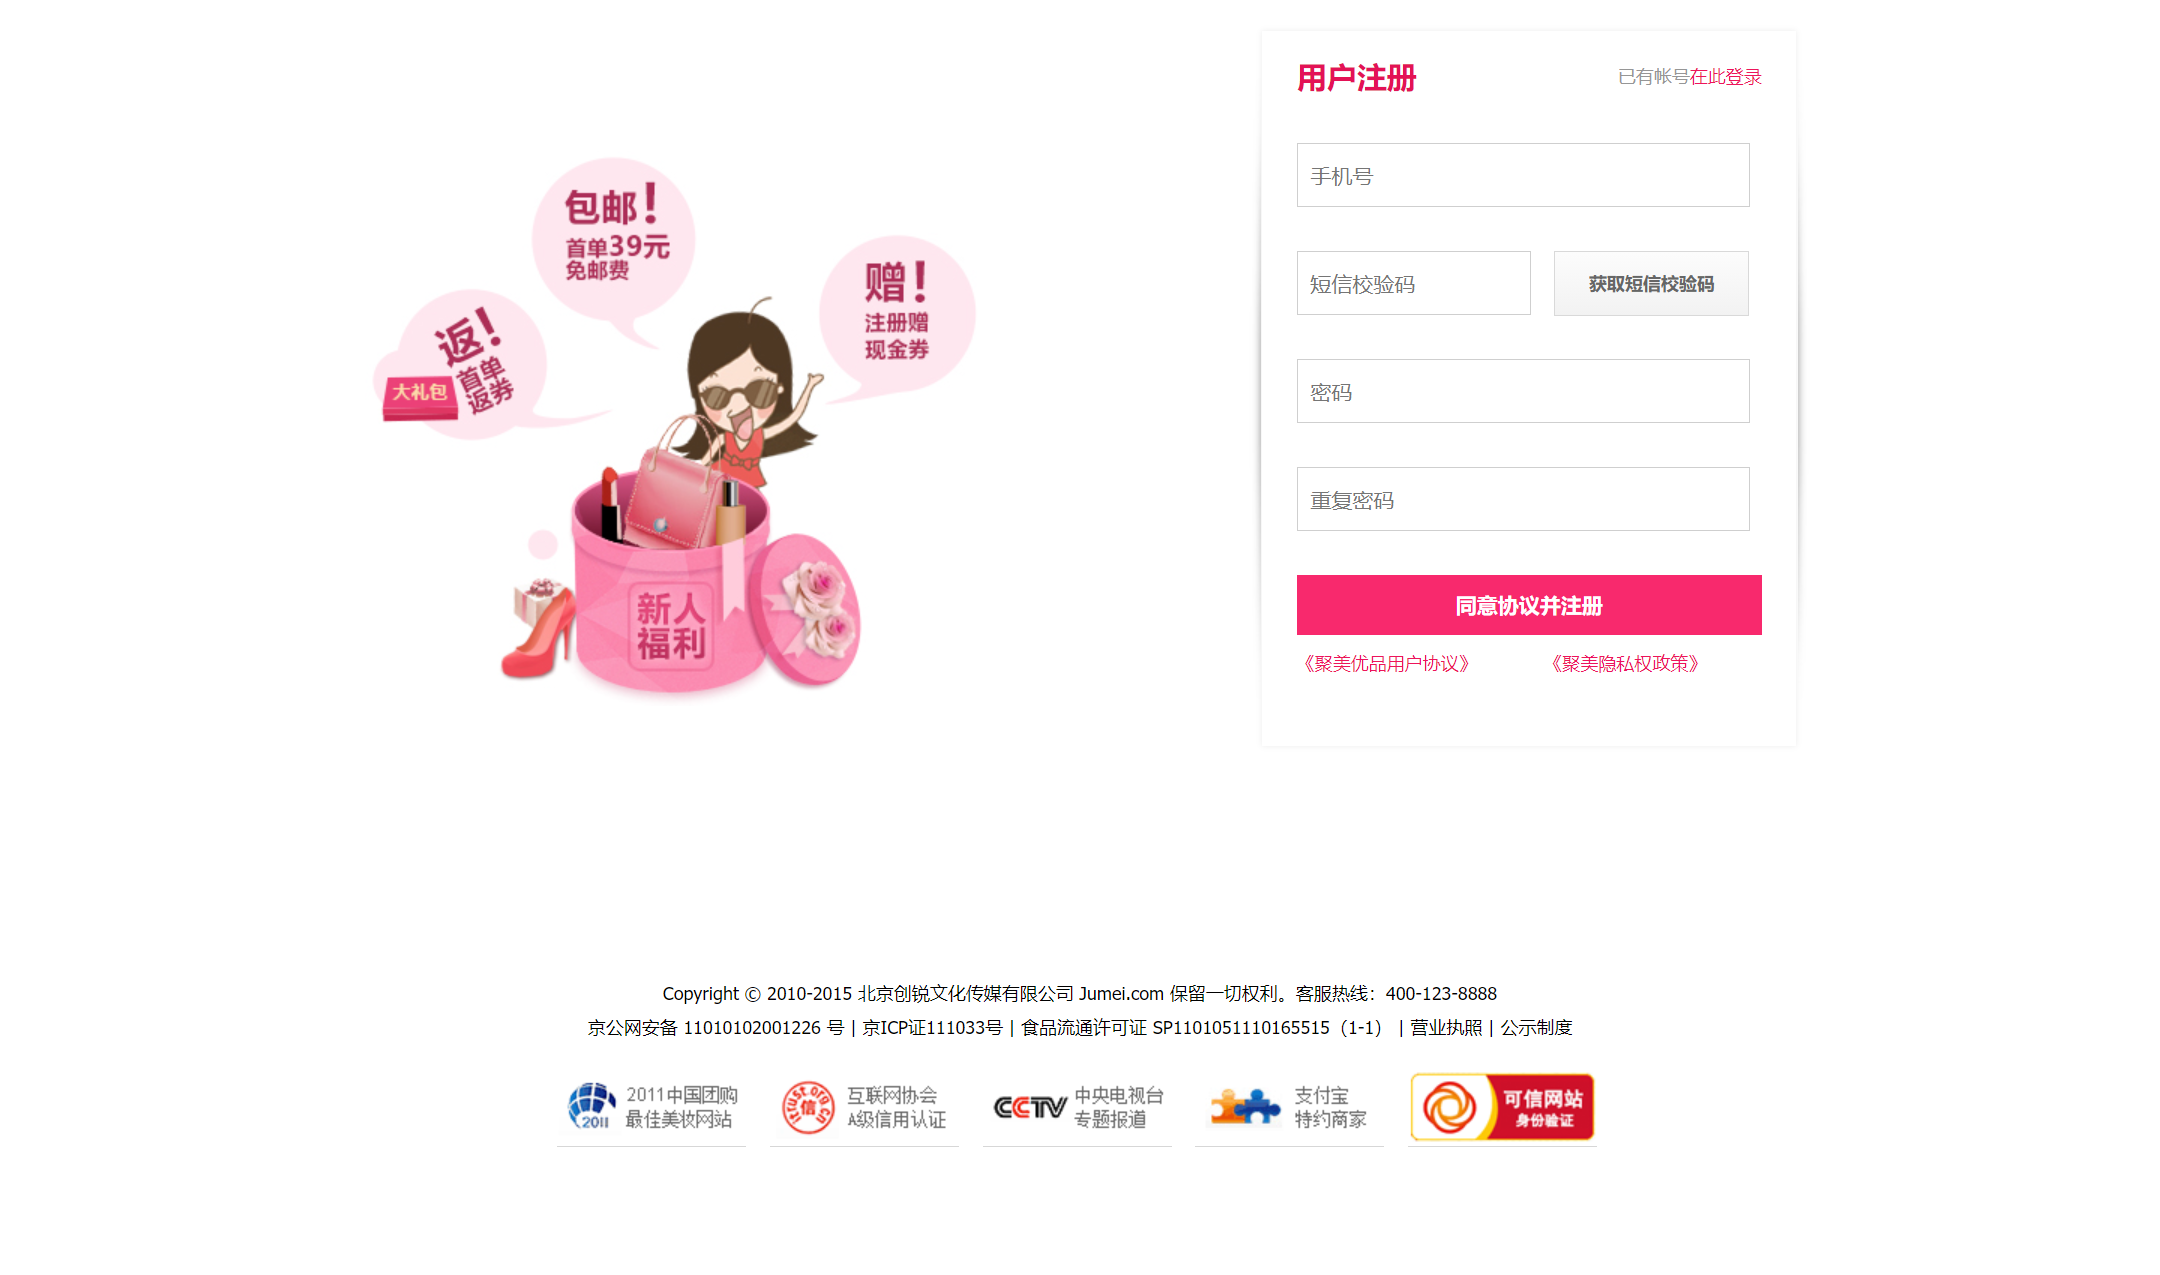 用户注册
已有帐号在此登录
手机号
短信校验码
获取短信校验码
密码
重复密码
同意协议并注册
《聚美优品用户协议》
《聚美隐私权政策》
包邮！
首单39元
免邮费
赠！
注册赠
现金券
返！
首单
返券
大礼包
新人
福利
Copyright © 2010-2015 北京创锐文化传媒有限公司 Jumei.com 保留一切权利。客服热线：400-123-8888
京公网安备 11010102001226 号 | 京ICP证111033号 | 食品流通许可证 SP1101051110165515（1-1） | 营业执照 | 公示制度
2011
2011中国团购
最佳美妆网站
itrust.org.cn
信
互联网协会
A级信用认证
CCTV
中央电视台
专题报道
支付宝
特约商家
可信网站
身份验证